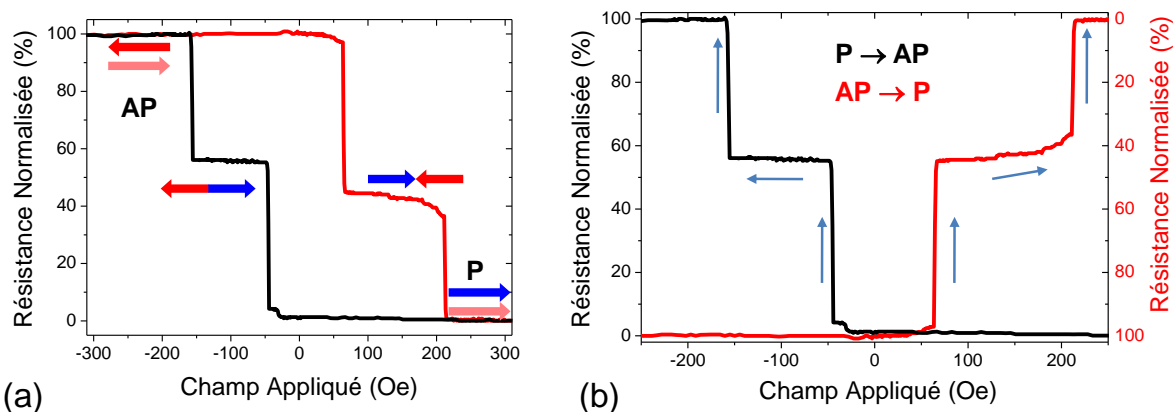 Résistance Normalisée (%)
100
80
60
40
20
0
AP
P
-300 -200 -100 0 100 200 300
Champ Appliqué (Oe)
(a)
Résistance Normalisée (%)
100
80
60
40
20
0
P → AP
AP → P
-200 -100 0 100 200
Champ Appliqué (Oe)
0
20
40
60
80
100
Résistance Normalisée (%)
(b)